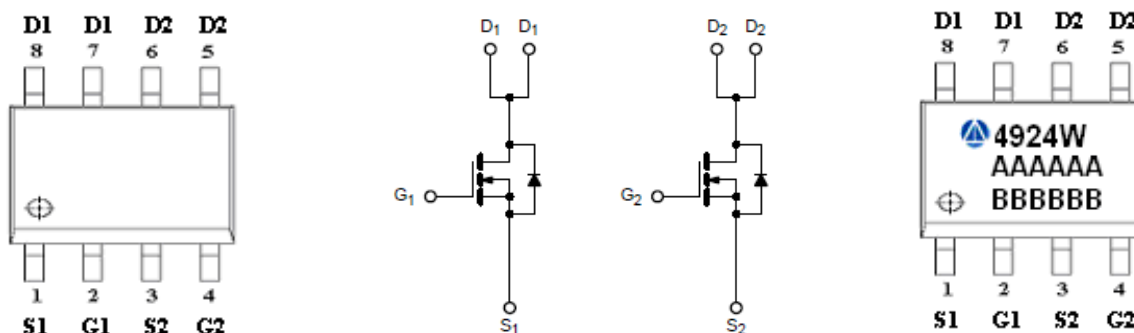 D1 D1 D2 D2
8 7 6 5
1 2 3 4
S1 G1 S2 G2
D1 D1
G1
S1
D2 D2
G2
S2
D1 D1 D2 D2
8 7 6 5
4924W
AAAAAA
BBBBBB
1 2 3 4
S1 G1 S2 G2